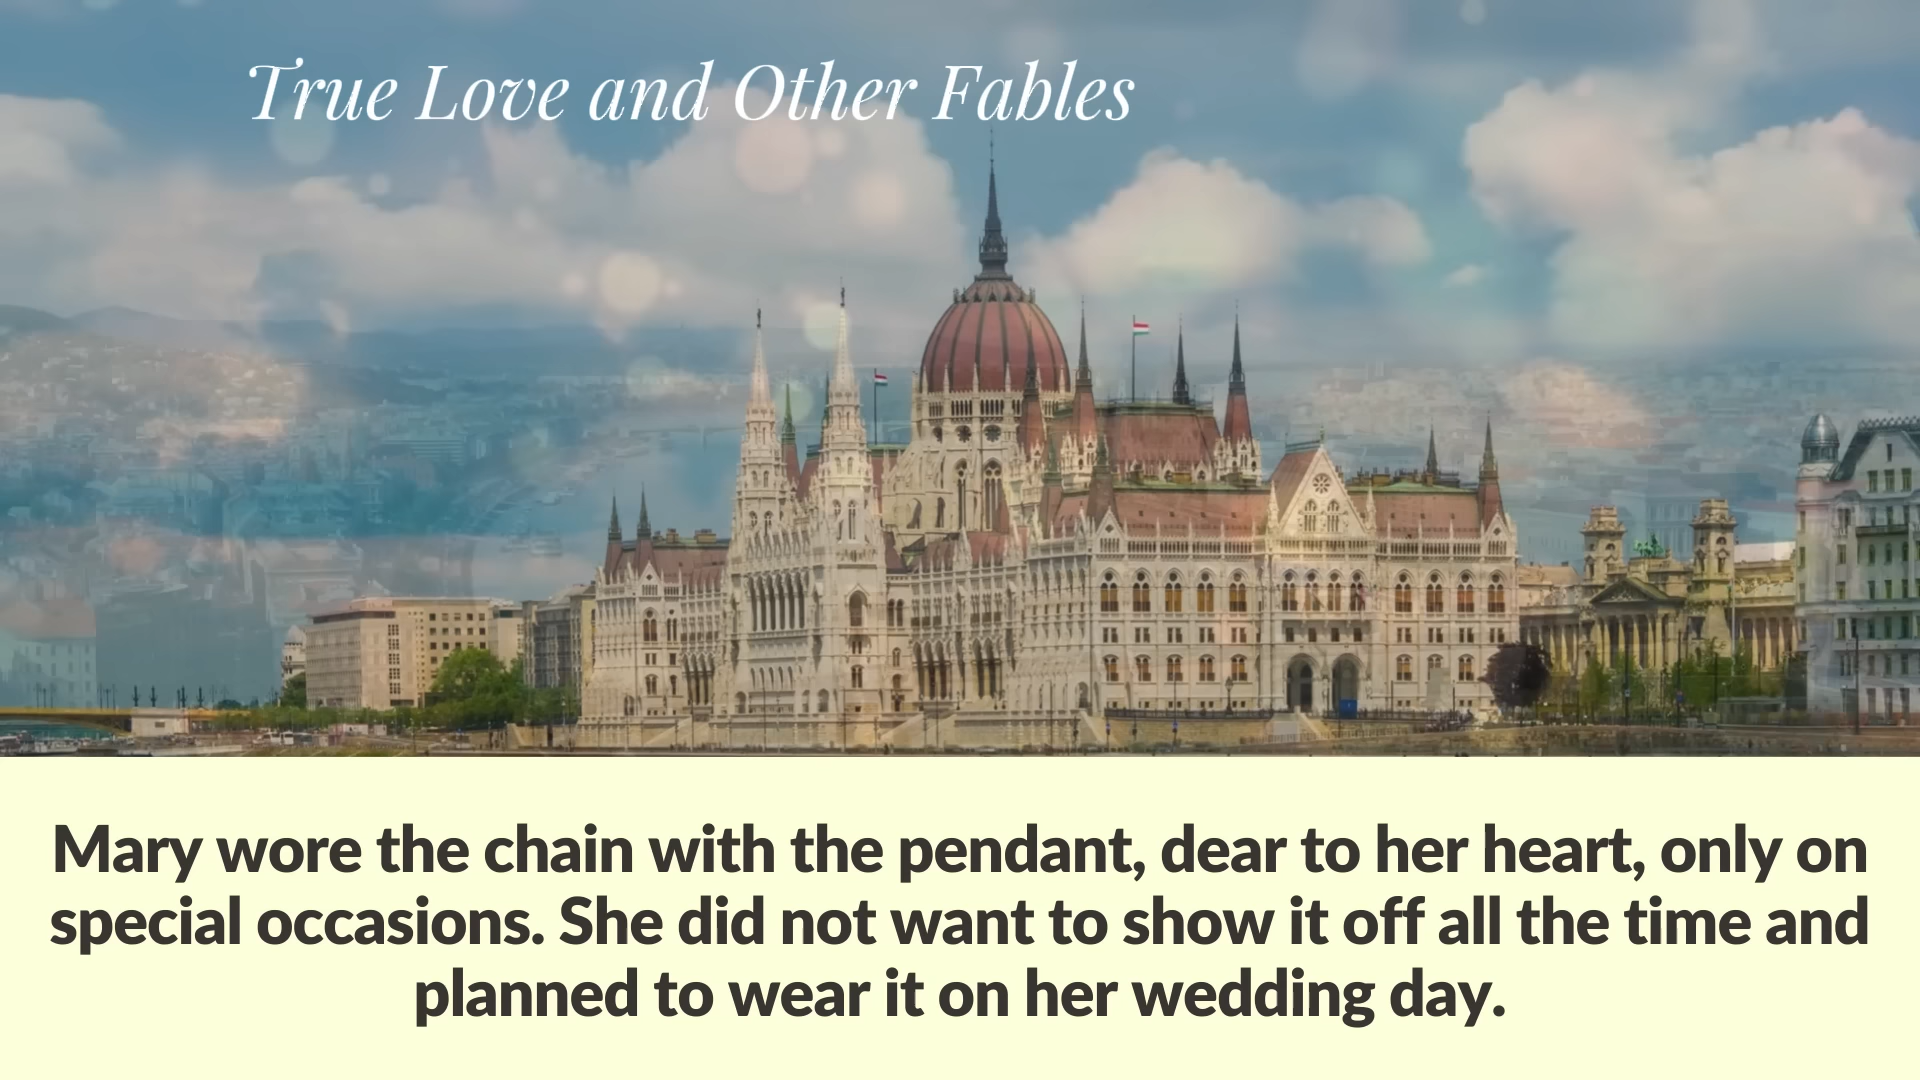 True Love and Other Fables
Mary wore the chain with the pendant, dear to her heart, only on
special occasions. She did not want to show it off all the time and
planned to wear it on her wedding day.